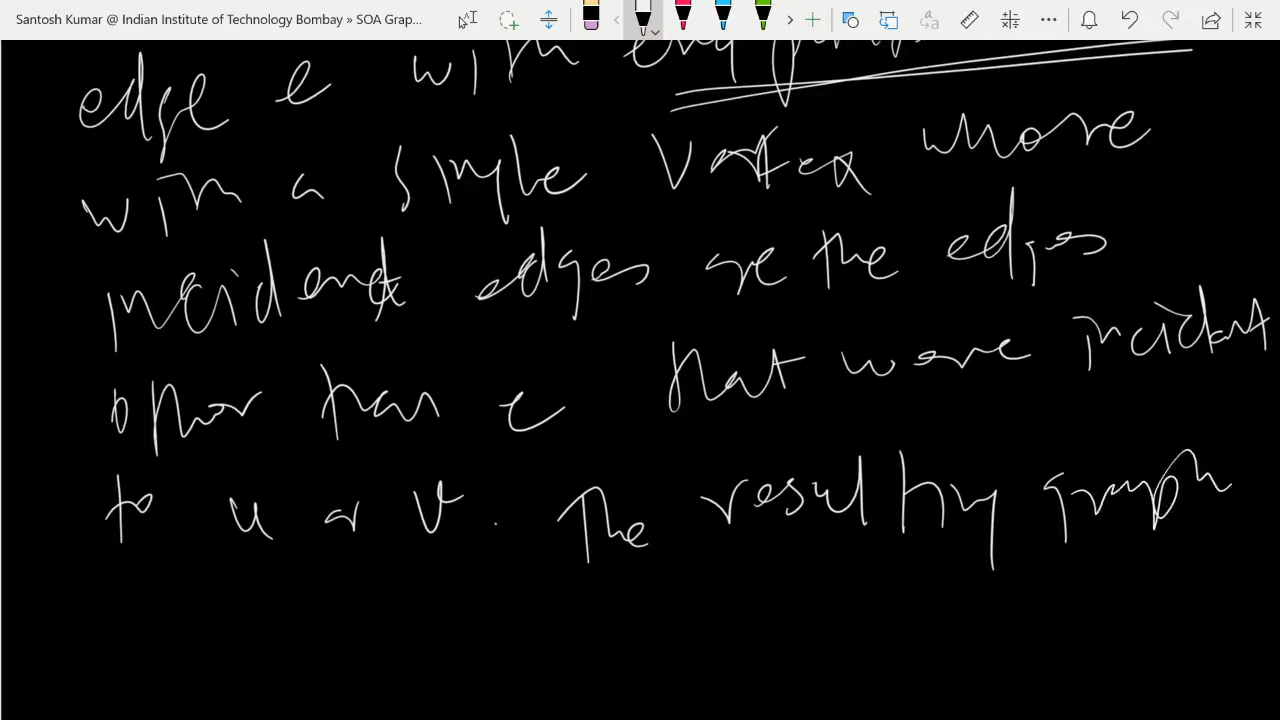 Santosh Kumar @ Indian Institute of Technology Bombay » SOA Grap...
edge e with endpoints
with a single vertex whose
incident edges are the edges
other than e that were incident
to u or v. The resulting graph